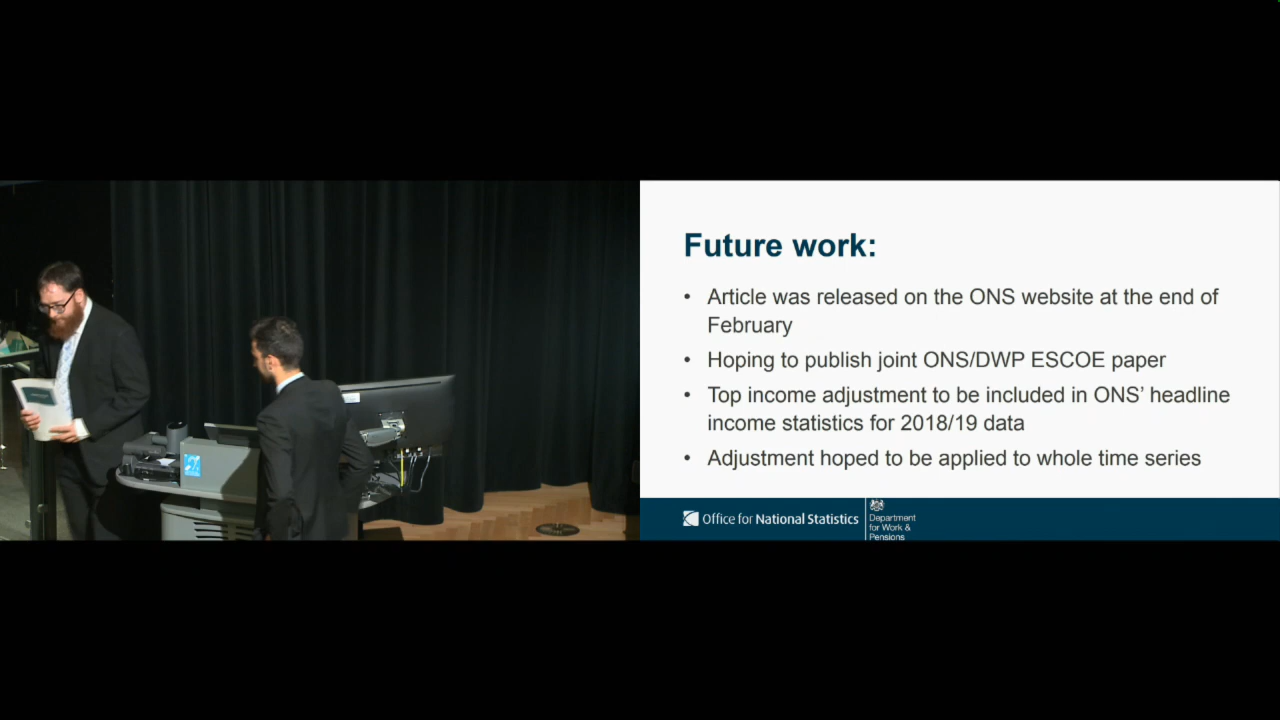 Future work:
• Article was released on the ONS website at the end of
February
• Hoping to publish joint ONS/DWP ESCOE paper
• Top income adjustment to be included in ONS’ headline
income statistics for 2018/19 data
• Adjustment hoped to be applied to whole time series
Office for National Statistics
Department
for Work &
Pensions